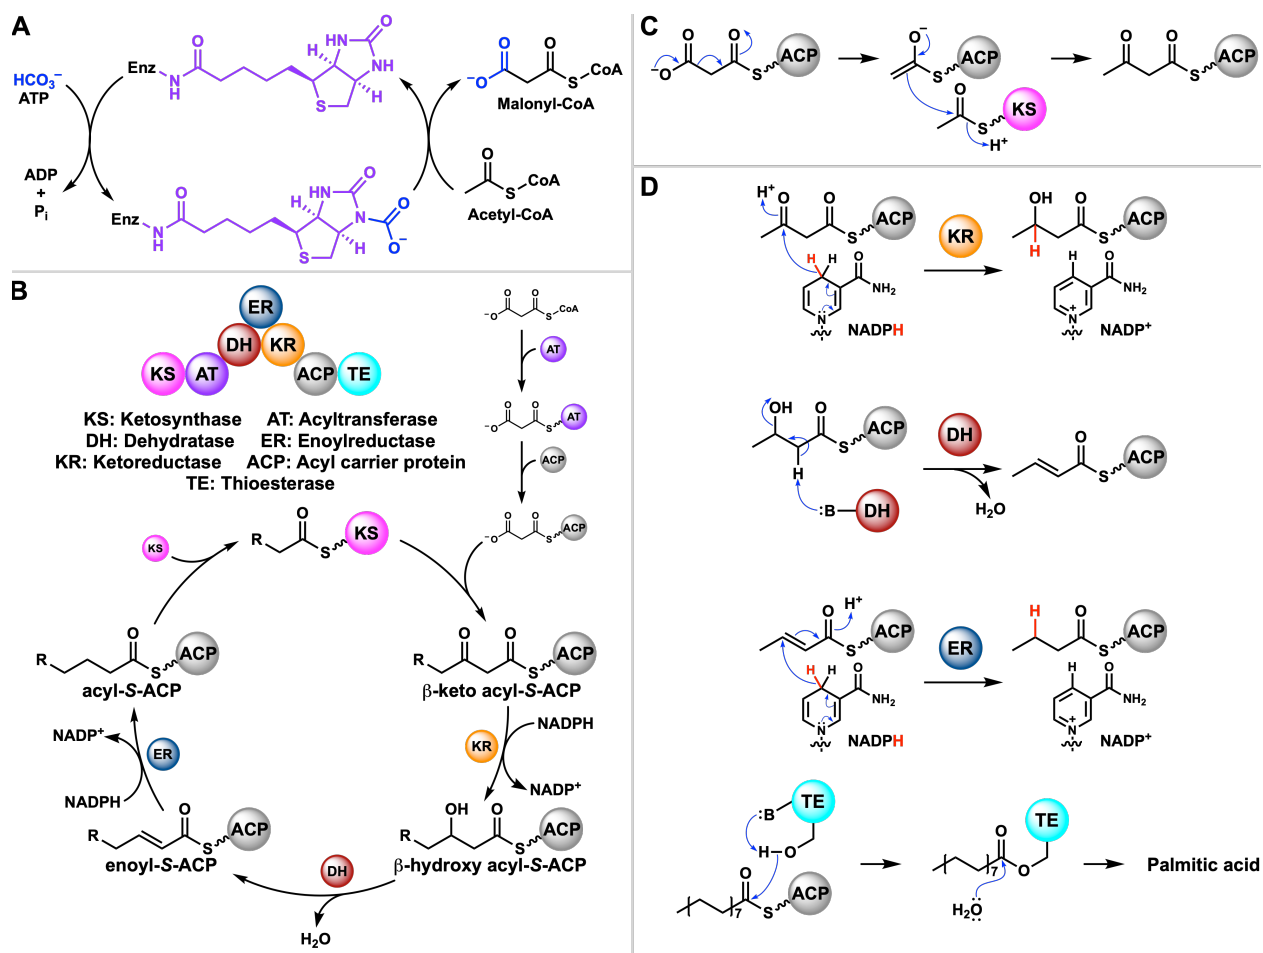 A
HCO₃⁻
ATP
ADP
+
Pᵢ
Enz
N
H
O
HN
O
NH
H
H
S
Enz
N
H
O
HN
O
N
H
H
S
O
O⁻
O
O
⁻O
S
CoA
Malonyl-CoA
O
S
CoA
Acetyl-CoA
B
ER
DH
KR
KS
AT
ACP
TE
KS: Ketosynthase AT: Acyltransferase
DH: Dehydratase ER: Enoylreductase
KR: Ketoreductase ACP: Acyl carrier protein
TE: Thioesterase
O
O
⁻O
S
CoA
AT
O
O
⁻O
S
AT
ACP
O
O
⁻O
S
ACP
KS
R
O
S
KS
R
O
S
ACP
acyl-S-ACP
R
O
O
S
ACP
β-keto acyl-S-ACP
NADP⁺
ER
NADPH
KR
NADPH
NADP⁺
R
O
S
ACP
enoyl-S-ACP
R
OH
O
S
ACP
β-hydroxy acyl-S-ACP
DH
H₂O
C
O
O
⁻O
S
ACP
O⁻
S
ACP
O
S
KS
H⁺
O
O
S
ACP
D
H⁺
O
O
S
ACP
H
H
O
NH₂
N
NADPH
KR
OH
O
S
ACP
H
H
O
NH₂
N
+
NADP⁺
OH
O
S
ACP
H
:B
DH
DH
H₂O
O
S
ACP
O
H⁺
S
ACP
H
H
O
NH₂
N
NADPH
ER
H
O
S
ACP
H
O
NH₂
N
+
NADP⁺
:B
TE
H
O
O
7
S
ACP
TE
O
7
O
H₂O
Palmitic acid